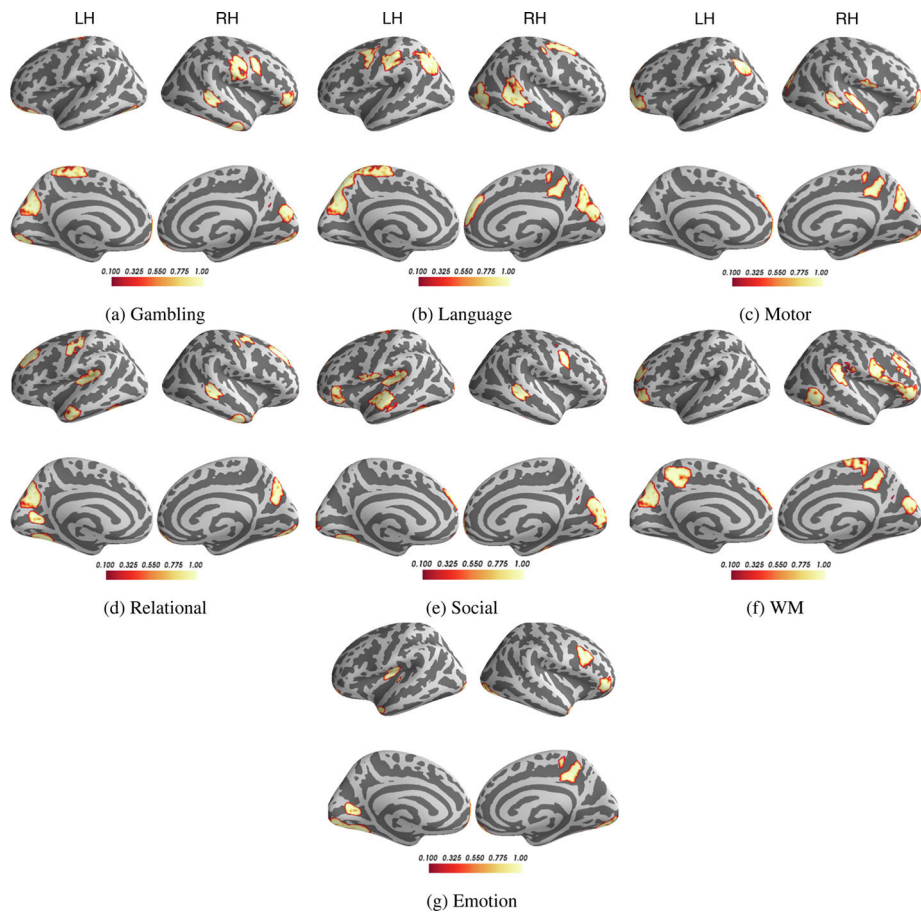 LH RH LH RH LH RH
0.100 0.325 0.550 0.775 1.00 0.100 0.325 0.550 0.775 1.00 0.100 0.325 0.550 0.775 1.00
(a) Gambling (b) Language (c) Motor
0.100 0.325 0.550 0.775 1.00 0.100 0.325 0.550 0.775 1.00 0.100 0.325 0.550 0.775 1.00
(d) Relational (e) Social (f) WM
0.100 0.325 0.550 0.775 1.00
(g) Emotion